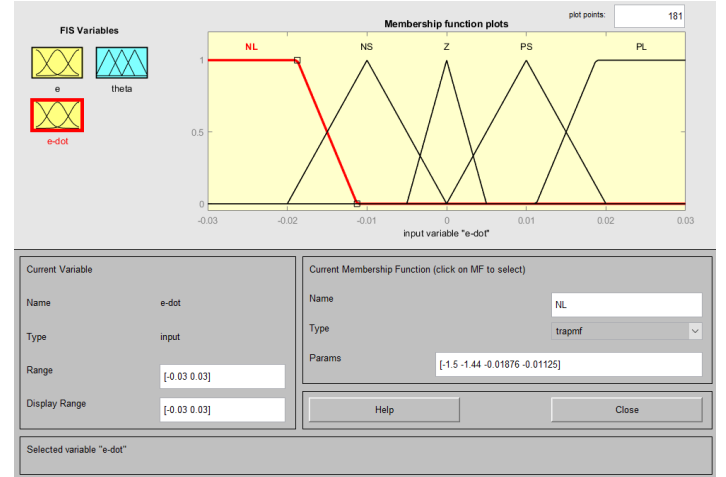 plot points: 181
FIS Variables
Membership function plots
NL NS Z PS PL
e theta
e-dot
1
0.5
0
-0.03 -0.02 -0.01 0 0.01 0.02 0.03
input variable "e-dot"
Current Variable
Name e-dot
Type input
Range [-0.03 0.03]
Display Range [-0.03 0.03]
Current Membership Function (click on MF to select)
Name NL
Type trapmf
Params [-1.5 -1.44 -0.01876 -0.01125]
Help Close
Selected variable "e-dot"